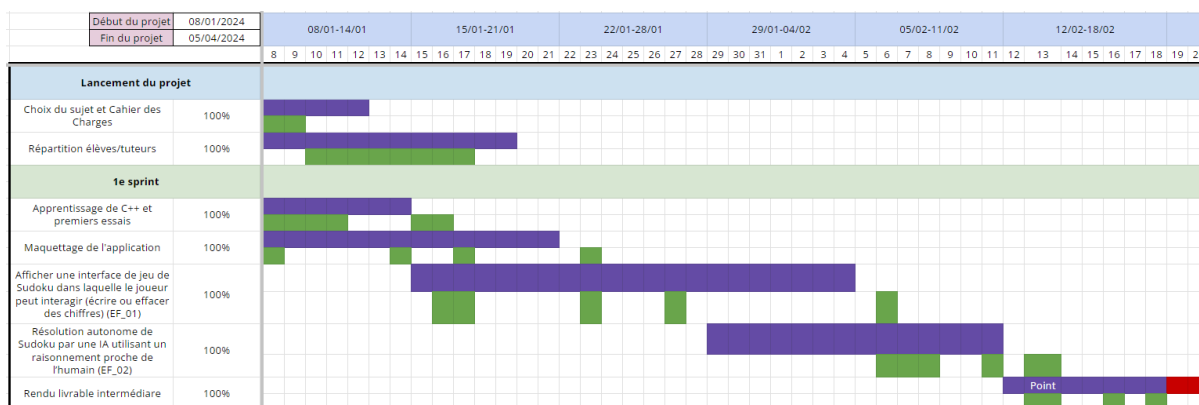 Début du projet 08/01/2024
Fin du projet 05/04/2024
08/01-14/01 15/01-21/01 22/01-28/01 29/01-04/02 05/02-11/02 12/02-18/02
8 9 10 11 12 13 14 15 16 17 18 19 20 21 22 23 24 25 26 27 28 29 30 31 1 2 3 4 5 6 7 8 9 10 11 12 13 14 15 16 17 18 19
Lancement du projet
Choix du sujet et Cahier des
Charges
100%
Répartition élèves/tuteurs 100%
1e sprint
Apprentissage de C++ et
premiers essais
100%
Maquettage de l'application 100%
Afficher une interface de jeu de
Sudoku dans laquelle le joueur
peut interagir (écrire ou effacer
des chiffres) (EF_01)
100%
Résolution autonome de
Sudoku par une IA utilisant un
raisonnement proche de
l'humain (EF_02)
100%
Rendu livrable intermédiare 100%
Point